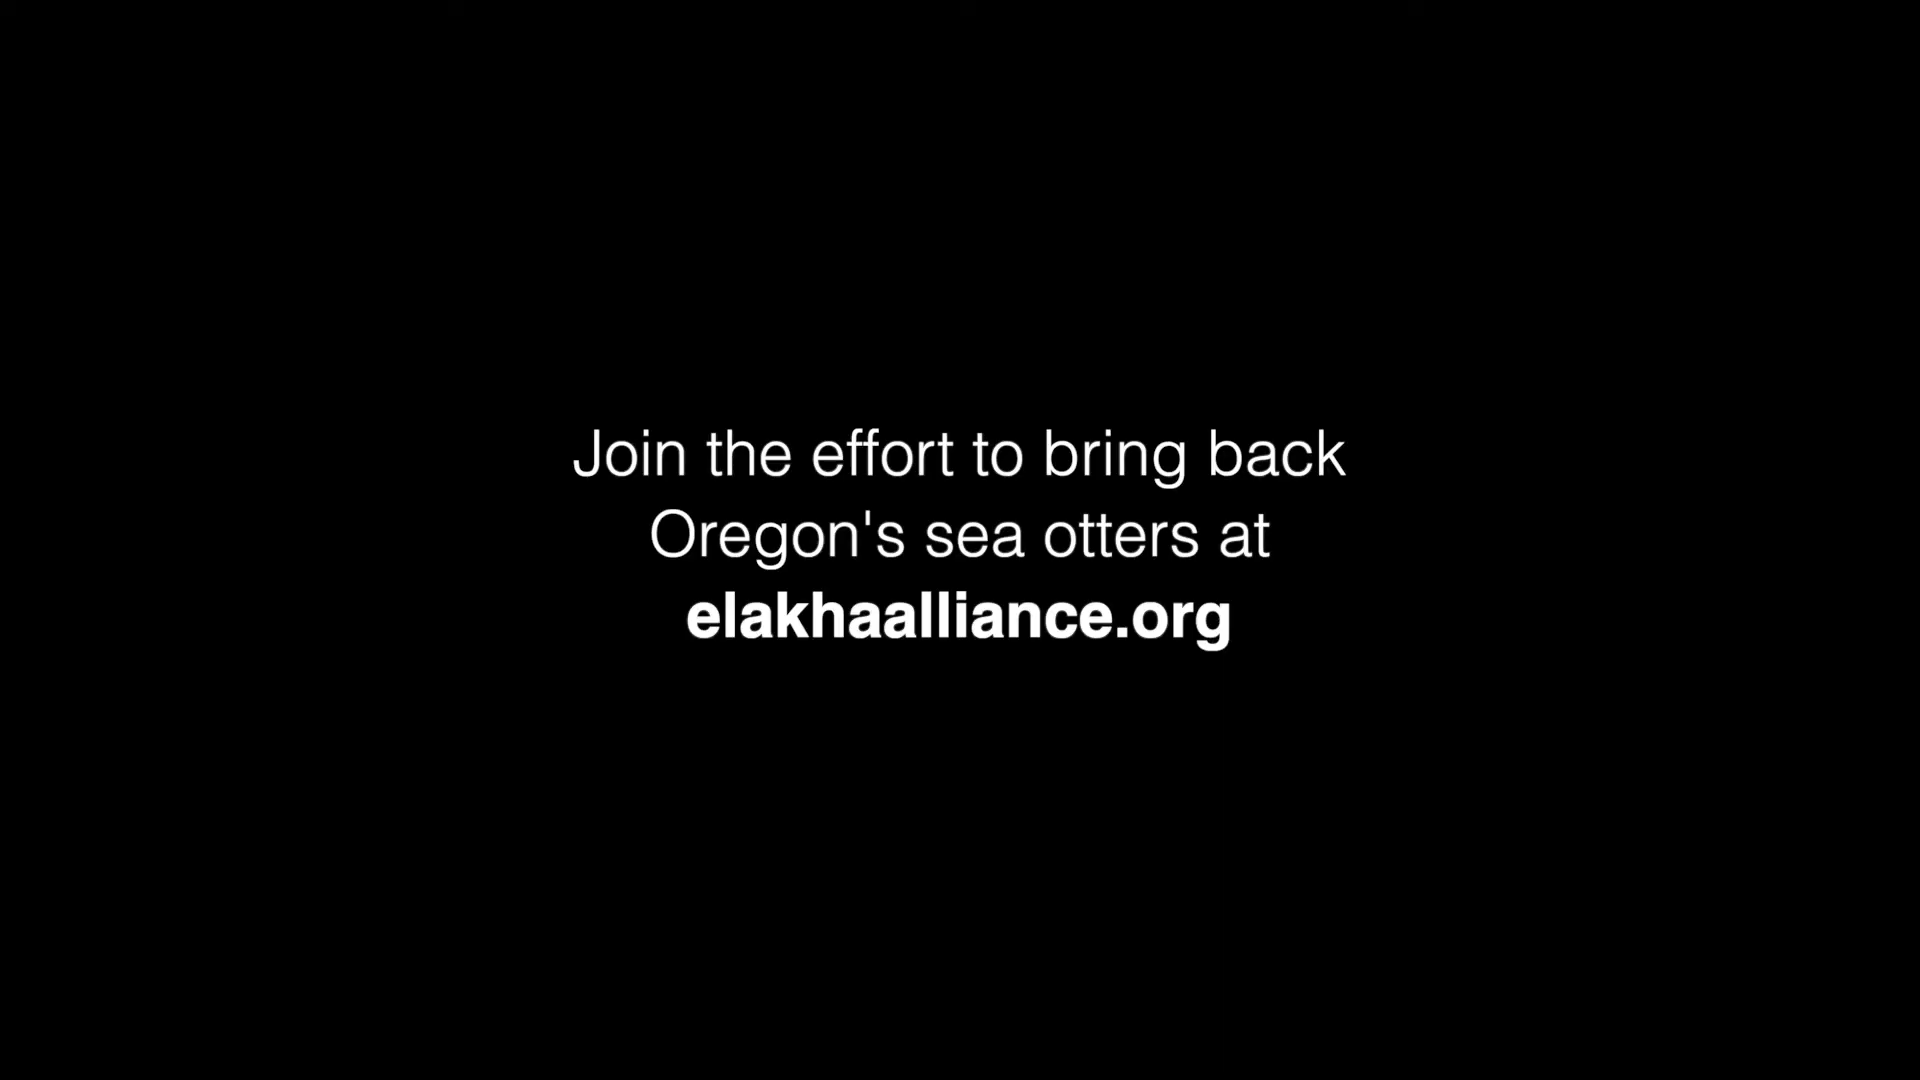 Join the effort to bring back
Oregon's sea otters at
elakhaalliance.org